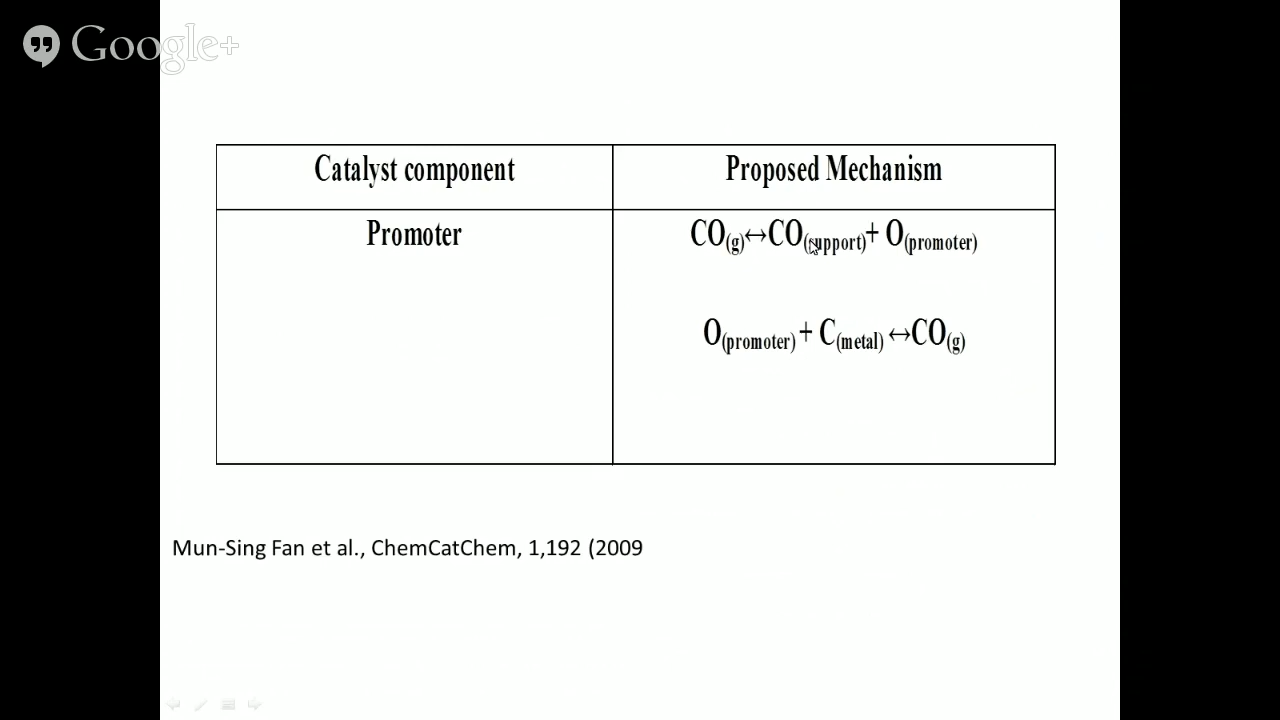 Google+
Catalyst component
Proposed Mechanism
Promoter
CO(g)↔CO(support)+ O(promoter)
O(promoter) + C(metal) ↔CO(g)
Mun-Sing Fan et al., ChemCatChem, 1,192 (2009